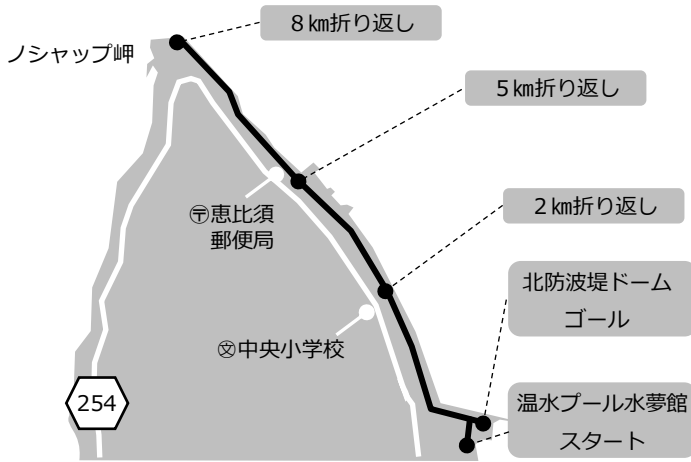 8㎞折り返し
ノシャップ岬
5㎞折り返し
2㎞折り返し
〶恵比須
郵便局
北防波堤ドーム
ゴール
㉆中央小学校
254
温水プール水夢館
スタート